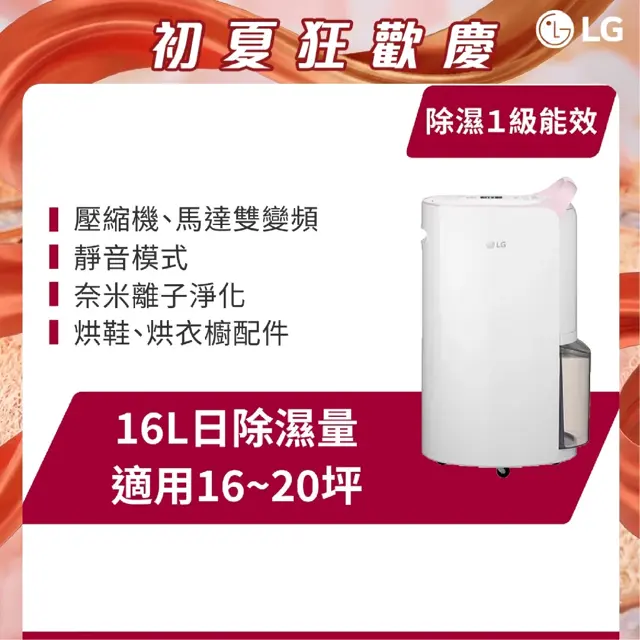 初夏狂歡慶
LG
除濕1級能效
壓縮機、馬達雙變頻
靜音模式
奈米離子淨化
烘鞋、烘衣櫥配件
LG
16L日除濕量
適用16~20坪